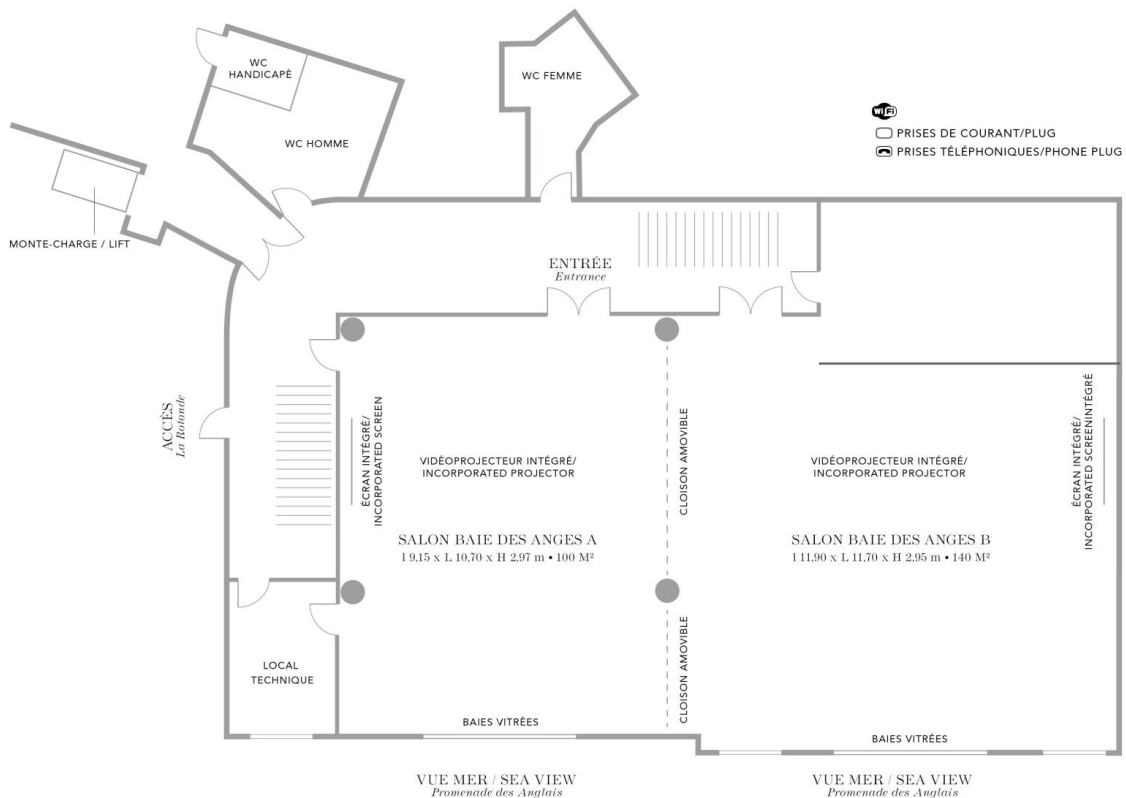 WC
HANDICAPÉ
WC FEMME
WiFi
PRISES DE COURANT/PLUG
WC HOMME
PRISES TÉLÉPHONIQUES/PHONE PLUG
MONTE-CHARGE / LIFT
ENTRÉE
Entrance
ACCÈS
La Rotonde
ÉCRAN INTÉGRÉ/
INCORPORATED SCREEN
VIDÉOPROJECTEUR INTÉGRÉ/
INCORPORATED PROJECTOR
CLOISON AMOVIBLE
VIDÉOPROJECTEUR INTÉGRÉ/
INCORPORATED PROJECTOR
ÉCRAN INTÉGRÉ/
INCORPORATED SCREENINTÉGRÉ
SALON BAIE DES ANGES A
l 9,15 x L 10,70 x H 2,97 m • 100 M²
SALON BAIE DES ANGES B
l 11,90 x L 11,70 x H 2,95 m • 140 M²
LOCAL
TECHNIQUE
CLOISON AMOVIBLE
BAIES VITRÉES
BAIES VITRÉES
VUE MER / SEA VIEW
Promenade des Anglais
VUE MER / SEA VIEW
Promenade des Anglais